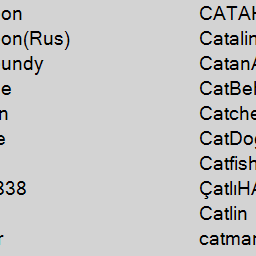 on CATAH
on(Rus) Catalin
undy CatanA
e CatBel
n Catche
e CatDog
Catfish
838 ÇatlıHA
Catlin
r catmar